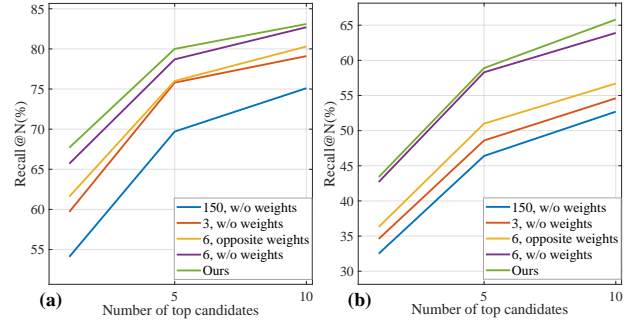 85
80
75
70
65
60
55
Recall@N(%)
150, w/o weights
3, w/o weights
6, opposite weights
6, w/o weights
Ours
5
10
(a)
Number of top candidates
65
60
55
50
45
40
35
30
Recall@N(%)
150, w/o weights
3, w/o weights
6, opposite weights
6, w/o weights
Ours
5
10
(b)
Number of top candidates